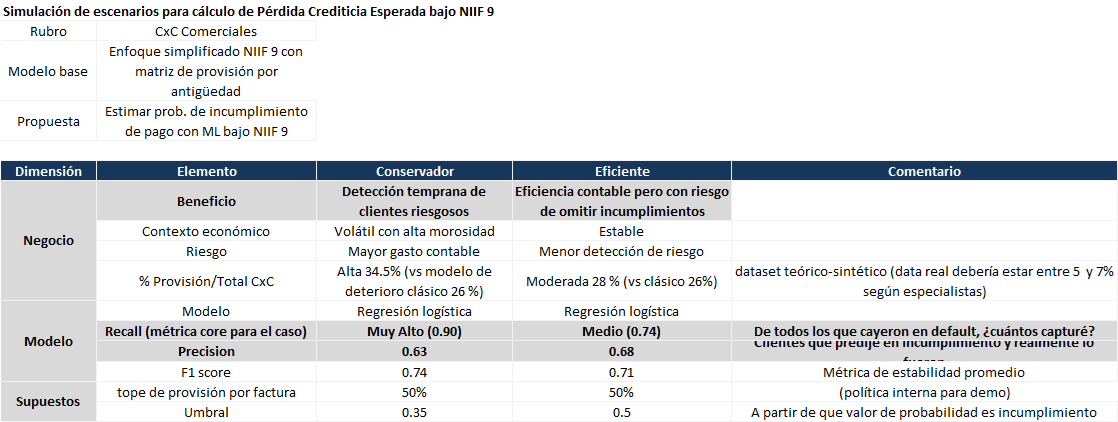 Simulación de escenarios para cálculo de Pérdida Crediticia Esperada bajo NIIF 9
Rubro CxC Comerciales
Modelo base Enfoque simplificado NIIF 9 con
matriz de provisión por
antigüedad
Propuesta Estimar prob. de incumplimiento
de pago con ML bajo NIIF 9
Dimensión Elemento Conservador Eficiente Comentario
Negocio
Beneficio
Detección temprana de
clientes riesgosos
Eficiencia contable pero con riesgo
de omitir incumplimientos
Contexto económico Volátil con alta morosidad Estable
Riesgo Mayor gasto contable Menor detección de riesgo
% Provisión/Total CxC
Alta 34.5% (vs modelo de
deterioro clásico 26 %)
Moderada 28 % (vs clásico 26%)
dataset teórico-sintético (data real debería estar entre 5 y 7%
según especialistas)
Modelo
Modelo Regresión logística Regresión logística
Recall (métrica core para el caso) Muy Alto (0.90) Medio (0.74) De todos los que cayeron en default, ¿cuántos capturé?
Precision 0.63 0.68 Clientes que predije en incumplimiento y realmente lo
F1 score 0.74 0.71 Métrica de estabilidad promedio
Supuestos
tope de provisión por factura 50% 50% (política interna para demo)
Umbral 0.35 0.5 A partir de que valor de probabilidad es incumplimiento